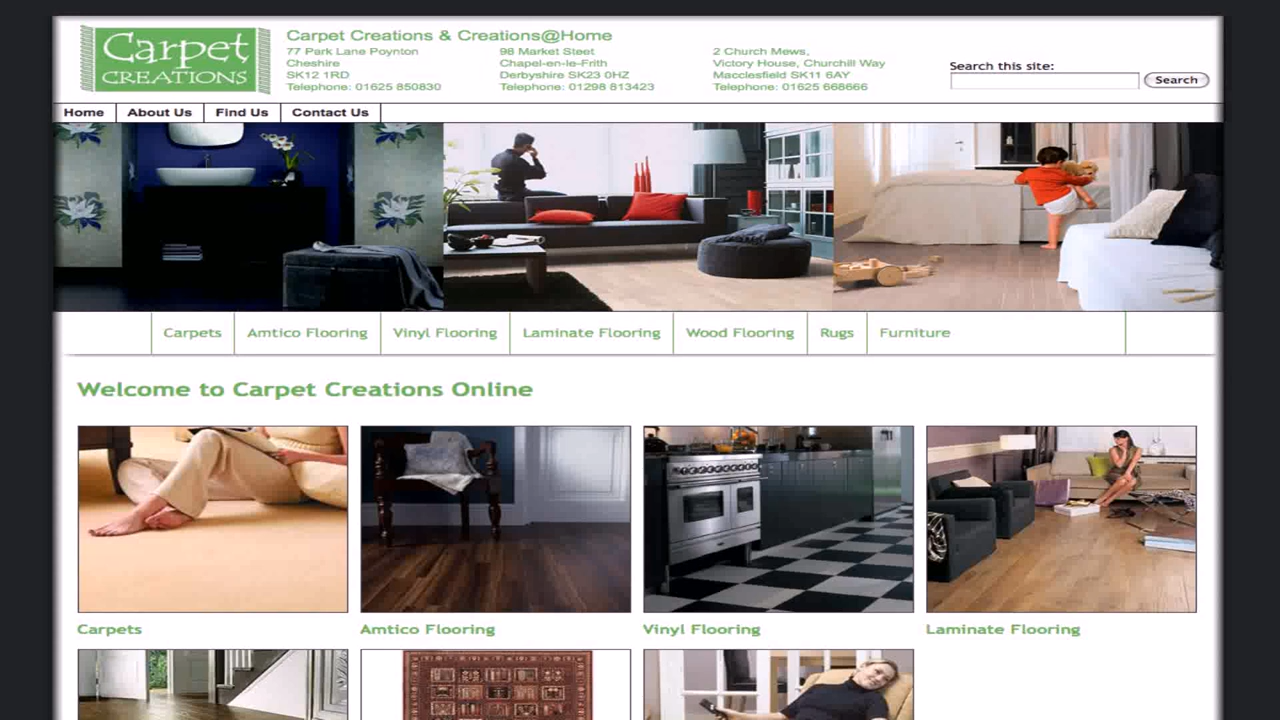 Carpet
CREATIONS
Carpet Creations & Creations@Home
77 Park Lane Poynton
Cheshire
SK12 1RD
Telephone: 01625 850830
98 Market Steet
Chapel-en-le-Frith
Derbyshire SK23 0HZ
Telephone: 01298 813423
2 Church Mews,
Victory House, Churchill Way
Macclesfield SK11 6AY
Telephone: 01625 668666
Search this site:
Search
Home About Us Find Us Contact Us
Carpets Amtico Flooring Vinyl Flooring Laminate Flooring Wood Flooring Rugs Furniture
Welcome to Carpet Creations Online
Carpets Amtico Flooring Vinyl Flooring Laminate Flooring